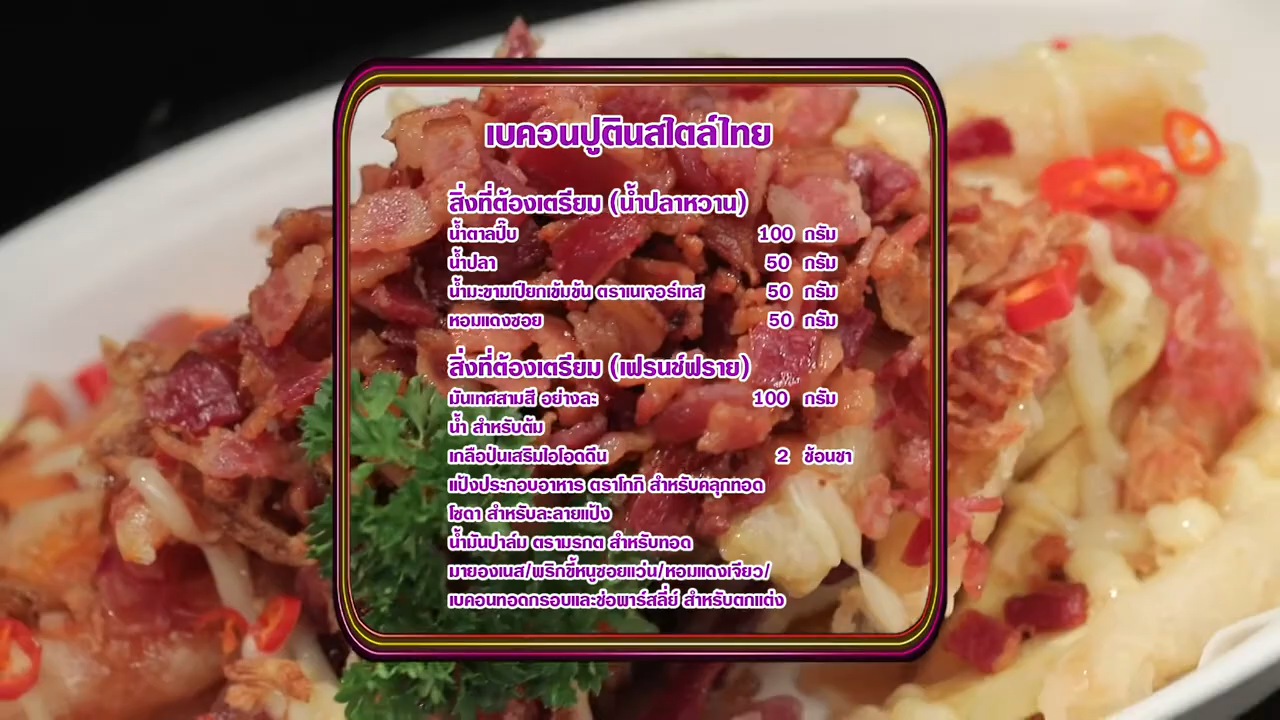 เบคอนปูตินสไตล์ไทย
สิ่งที่ต้องเตรียม (น้ำปลาหวาน)
น้ำตาลปี๊บ 100 กรัม
น้ำปลา 50 กรัม
น้ำมะขามเปียกเข้มข้น ตราเนเจอร์เทส 50 กรัม
หอมแดงซอย 50 กรัม
สิ่งที่ต้องเตรียม (เฟรนช์ฟราย)
มันเทศสามสี อย่างละ 100 กรัม
น้ำ สำหรับต้ม
เกลือป่นเสริมไอโอดดีน 2 ช้อนชา
แป้งประกอบอาหาร ตราโกกิ สำหรับคลุกทอด
โซดา สำหรับละลายแป้ง
น้ำมันปาล์ม ตรามรกต สำหรับทอด
มายองเนส/พริกขี้หนูซอยแว่น/หอมแดงเจียว/
เบคอนทอดกรอบและช่อพาร์สลี่ย์ สำหรับตกแต่ง